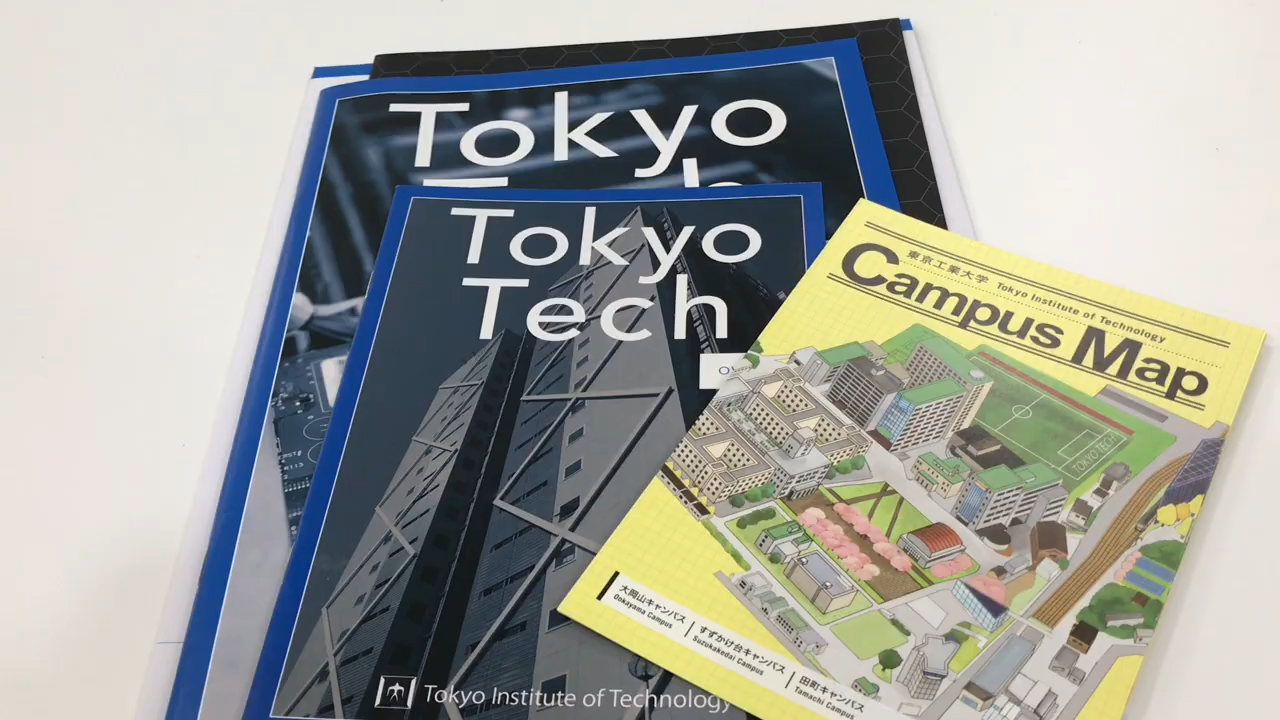 Tokyo
Tokyo
Tech
Tokyo Institute of Technology
東京工業大学 Tokyo Institute of Technology
Campus Map
TOKYO TECH
大岡山キャンパス
Ookayama Campus
すずかけ台キャンパス
Suzukakedai Campus
田町キャンパス
Tamachi Campus